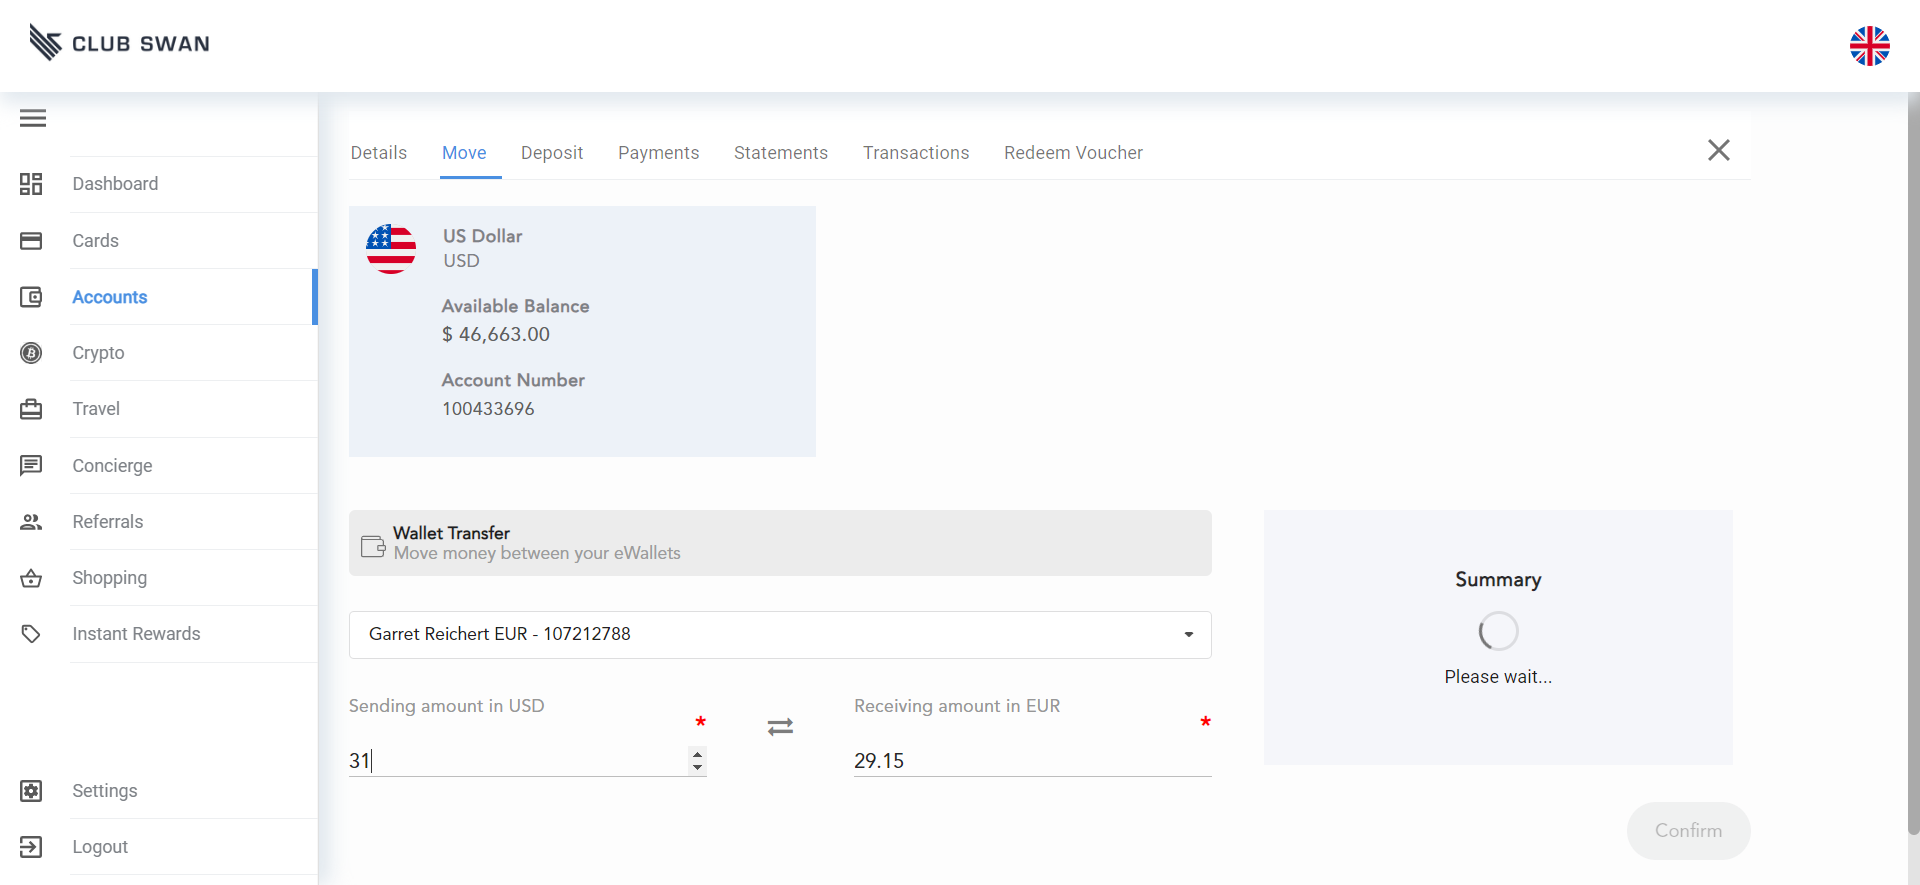 CLUB SWAN
Details Move Deposit Payments Statements Transactions Redeem Voucher
Dashboard
Cards
Accounts
Crypto
Travel
Concierge
Referrals
Shopping
Instant Rewards
Settings
Logout
US Dollar
USD
Available Balance
$ 46,663.00
Account Number
100433696
Wallet Transfer
Move money between your eWallets
Garret Reichert EUR - 107212788
Sending amount in USD *
31
Receiving amount in EUR *
29.15
Summary
Please wait...
Confirm